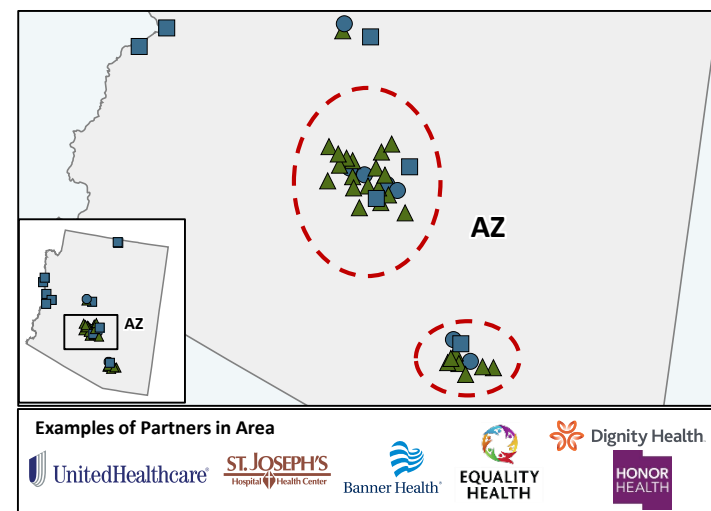 AZ
AZ
Examples of Partners in Area
UnitedHealthcare®
ST. JOSEPH'S
Hospital Health Center
Banner Health®
EQUALITY
HEALTH
Dignity Health.
HONOR
HEALTH